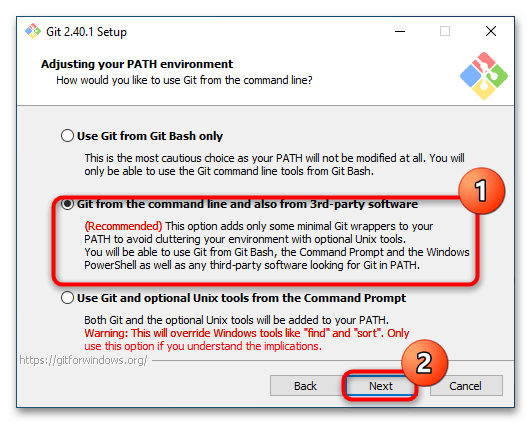 Git 2.40.1 Setup
Adjusting your PATH environment
How would you like to use Git from the command line?
Use Git from Git Bash only
This is the most cautious choice as your PATH will not be modified at all. You will
only be able to use the Git command line tools from Git Bash.
1
Git from the command line and also from 3rd-party software
(Recommended) This option adds only some minimal Git wrappers to your
PATH to avoid cluttering your environment with optional Unix tools.
You will be able to use Git from Git Bash, the Command Prompt and the Windows
PowerShell as well as any third-party software looking for Git in PATH.
Use Git and optional Unix tools from the Command Prompt
Both Git and the optional Unix tools will be added to your PATH.
Warning: This will override Windows tools like "find" and "sort". Only
use this option if you understand the implications.
https://gitforwindows.org/
2
Back
Next
Cancel